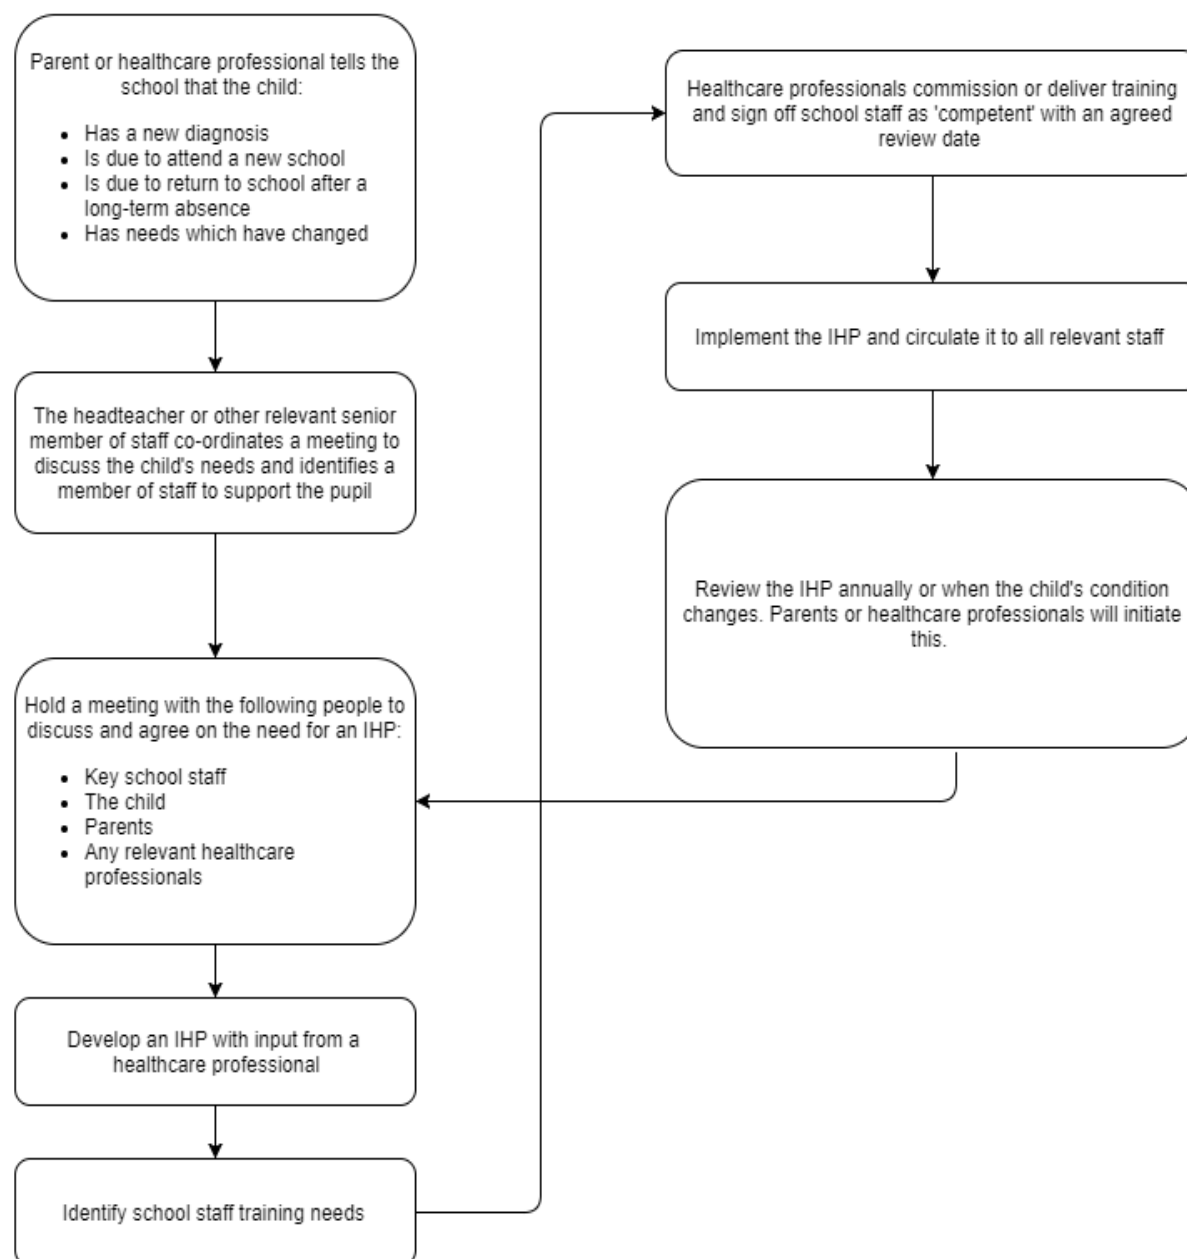 Parent or healthcare professional tells the
school that the child:
• Has a new diagnosis
• Is due to attend a new school
• Is due to return to school after a
long-term absence
• Has needs which have changed
The headteacher or other relevant senior
member of staff co-ordinates a meeting to
discuss the child's needs and identifies a
member of staff to support the pupil
Hold a meeting with the following people to
discuss and agree on the need for an IHP:
• Key school staff
• The child
• Parents
• Any relevant healthcare
professionals
Develop an IHP with input from a
healthcare professional
Identify school staff training needs
Healthcare professionals commission or deliver training
and sign off school staff as 'competent' with an agreed
review date
Implement the IHP and circulate it to all relevant staff
Review the IHP annually or when the child's condition
changes. Parents or healthcare professionals will initiate
this.